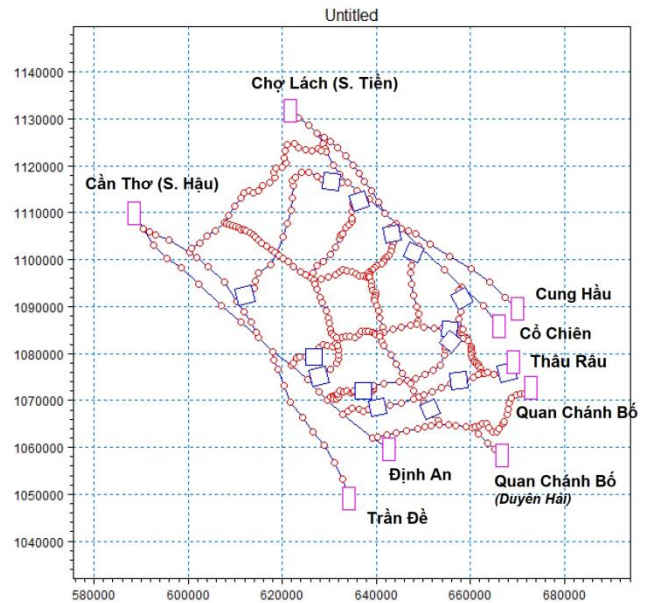 Untitled
1140000
1130000
1120000
1110000
1100000
1090000
1080000
1070000
1060000
1050000
1040000
580000
600000
620000
640000
660000
680000
Chợ Lách (S. Tiền)
Cần Thơ (S. Hậu)
Cung Hầu
Cổ Chiên
Thâu Râu
Quan Chánh Bố
Định An
Quan Chánh Bố
(Duyên Hải)
Trần Đề